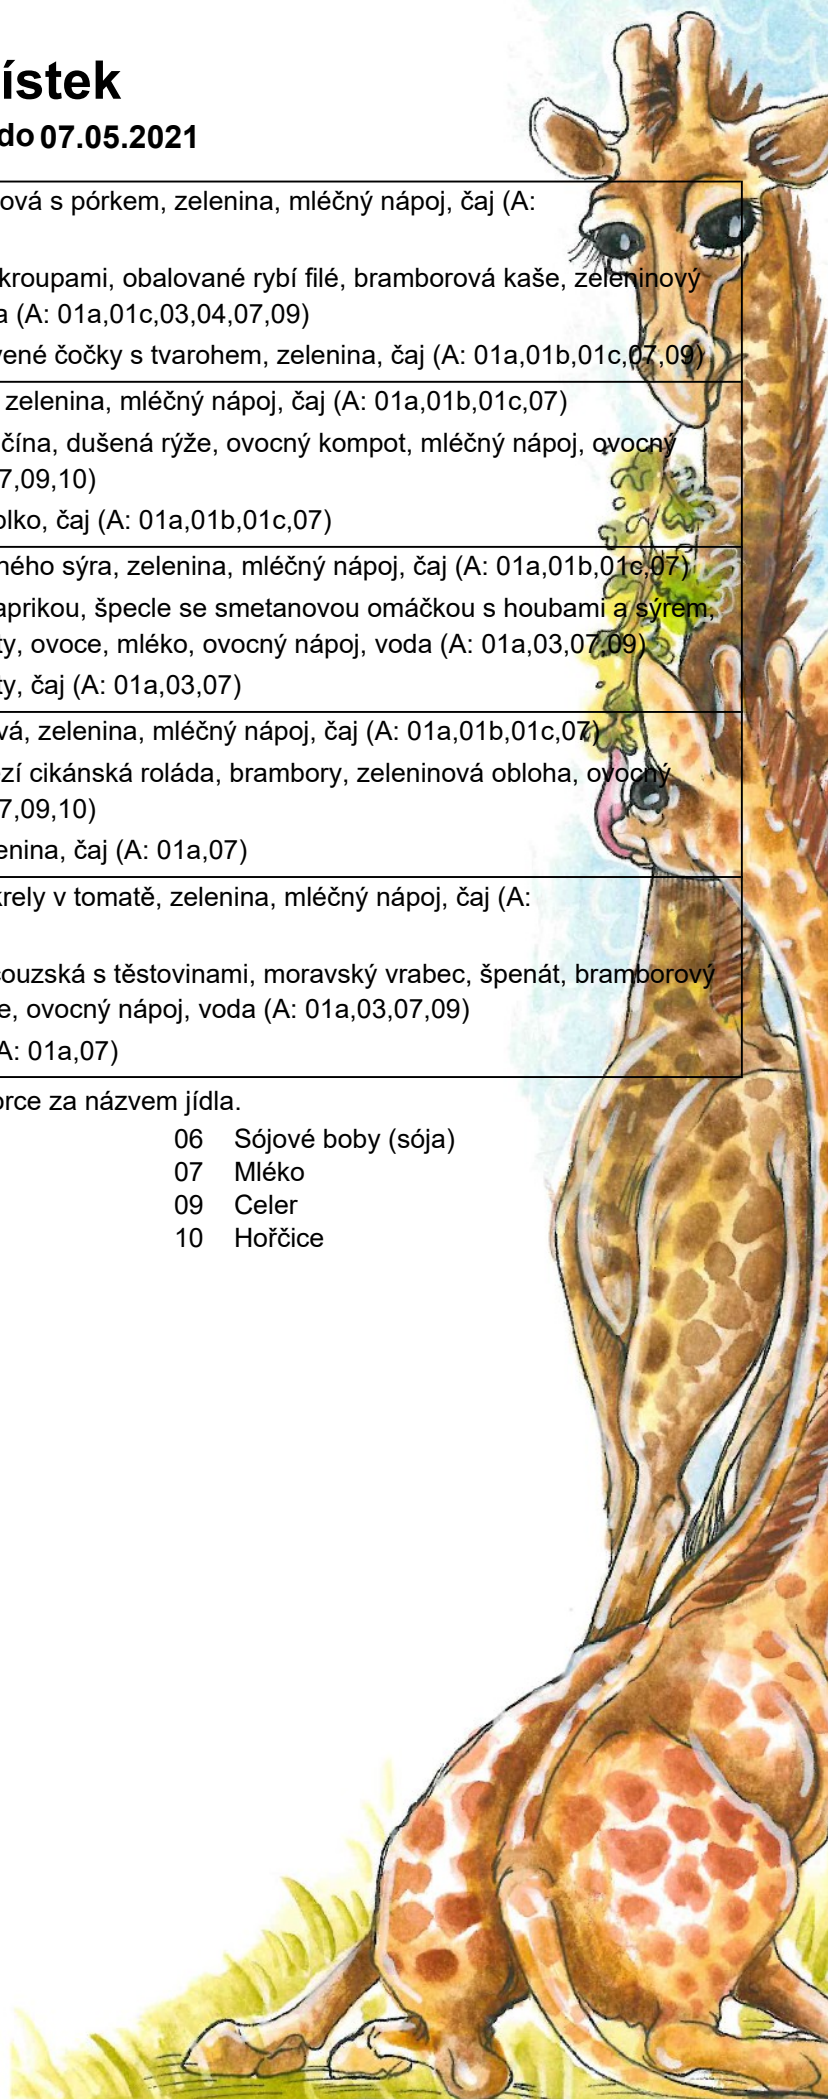 ístek
do 07.05.2021
ová s pórkem, zelenina, mléčný nápoj, čaj (A:
kroupami, obalované rybí filé, bramborová kaše, zeleninový
a (A: 01a,01c,03,04,07,09)
vené čočky s tvarohem, zelenina, čaj (A: 01a,01b,01c,07,09)
zelenina, mléčný nápoj, čaj (A: 01a,01b,01c,07)
čína, dušená rýže, ovocný kompot, mléčný nápoj, ovocný
7,09,10)
olko, čaj (A: 01a,01b,01c,07)
ného sýra, zelenina, mléčný nápoj, čaj (A: 01a,01b,01c,07)
aprikou, špecle se smetanovou omáčkou s houbami a sýrem,
ty, ovoce, mléko, ovocný nápoj, voda (A: 01a,03,07,09)
ty, čaj (A: 01a,03,07)
vá, zelenina, mléčný nápoj, čaj (A: 01a,01b,01c,07)
zí cikánská roláda, brambory, zeleninová obloha, ovocný
7,09,10)
enina, čaj (A: 01a,07)
krely v tomatě, zelenina, mléčný nápoj, čaj (A:
couzská s těstovinami, moravský vrabec, špenát, bramborový
e, ovocný nápoj, voda (A: 01a,03,07,09)
A: 01a,07)
orce za názvem jídla.
06 Sójové boby (sója)
07 Mléko
09 Celer
10 Hořčice